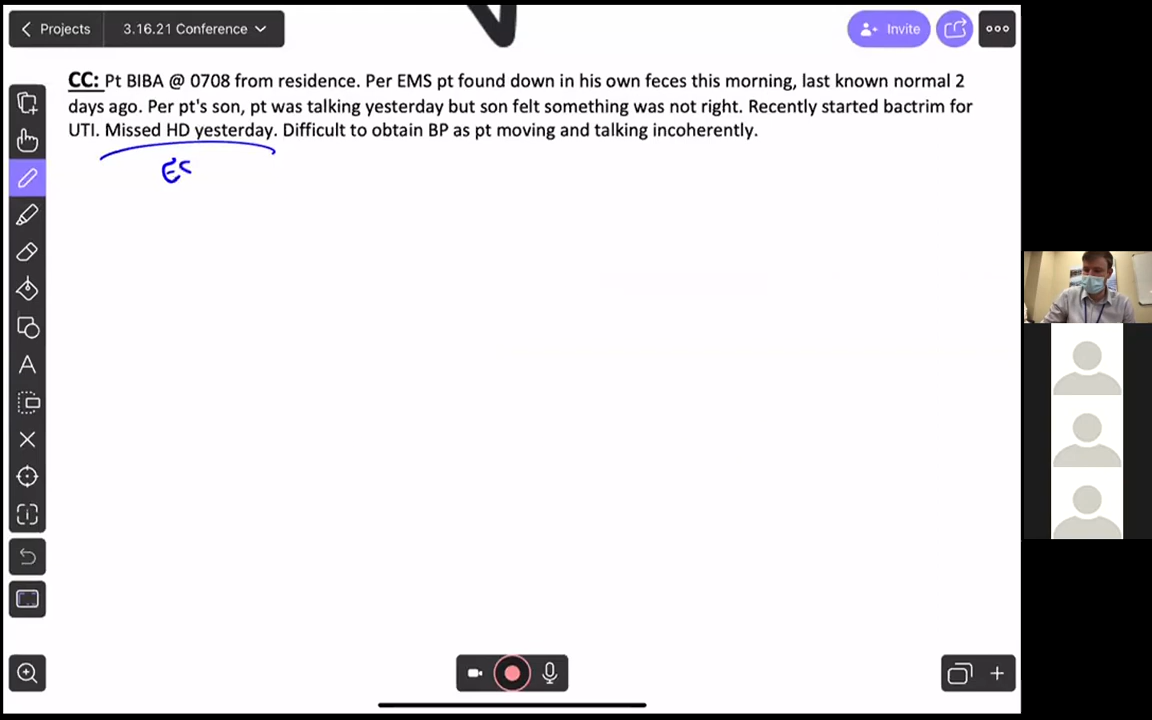 Projects
3.16.21 Conference
Invite
CC: Pt BIBA @ 0708 from residence. Per EMS pt found down in his own feces this morning, last known normal 2
days ago. Per pt's son, pt was talking yesterday but son felt something was not right. Recently started bactrim for
UTI. Missed HD yesterday. Difficult to obtain BP as pt moving and talking incoherently.
ES
A